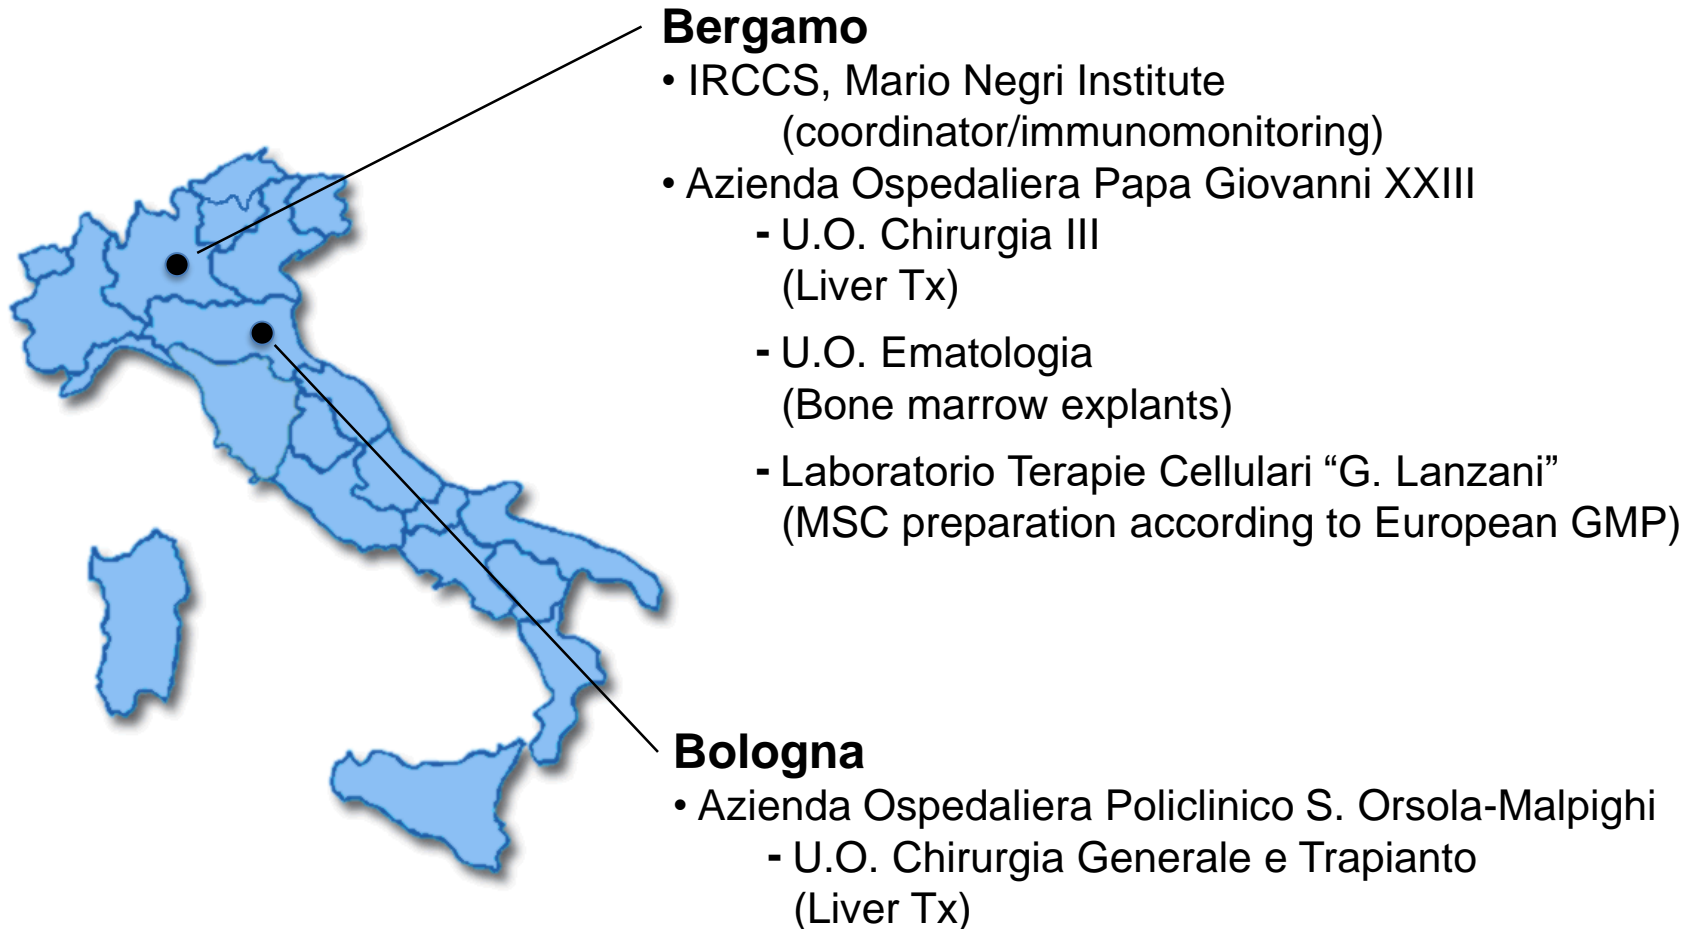 Bergamo
• IRCCS, Mario Negri Institute
(coordinator/immunomonitoring)
• Azienda Ospedaliera Papa Giovanni XXIII
- U.O. Chirurgia III
(Liver Tx)
- U.O. Ematologia
(Bone marrow explants)
- Laboratorio Terapie Cellulari “G. Lanzani”
(MSC preparation according to European GMP)
Bologna
• Azienda Ospedaliera Policlinico S. Orsola-Malpighi
- U.O. Chirurgia Generale e Trapianto
(Liver Tx)